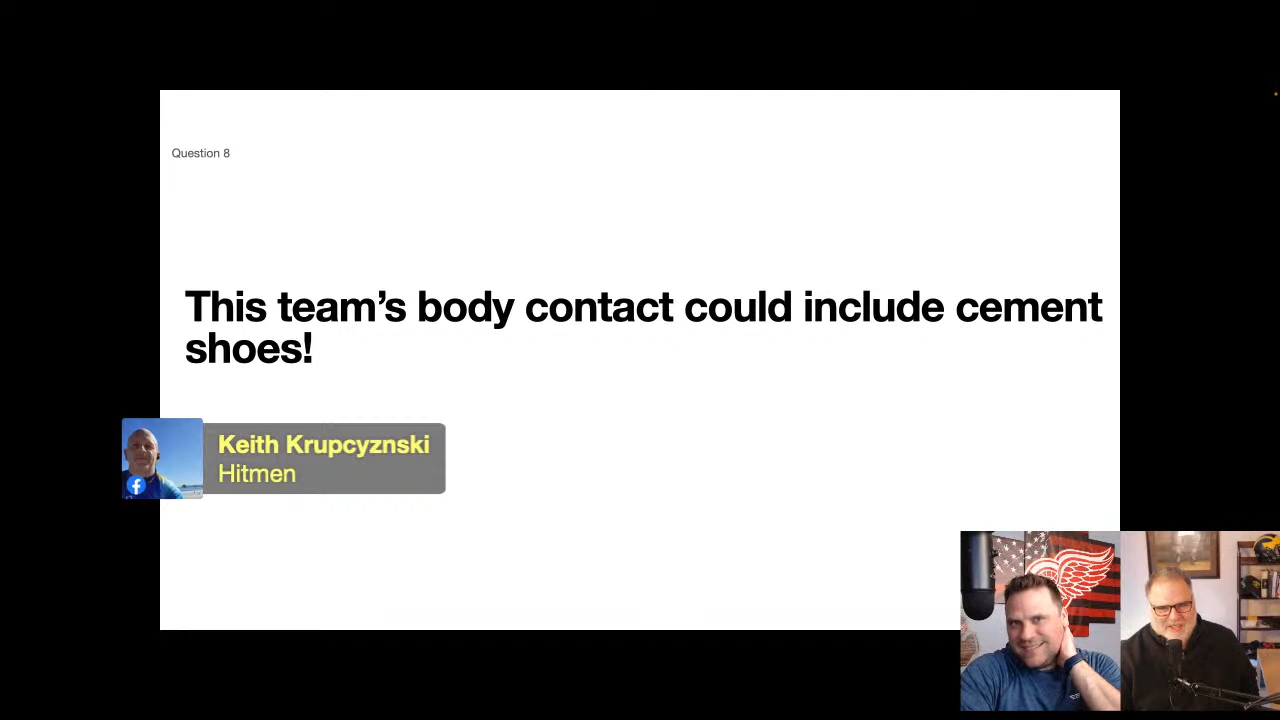 Question 8
This team’s body contact could include cement
shoes!
Keith Krupcyznski
Hitmen